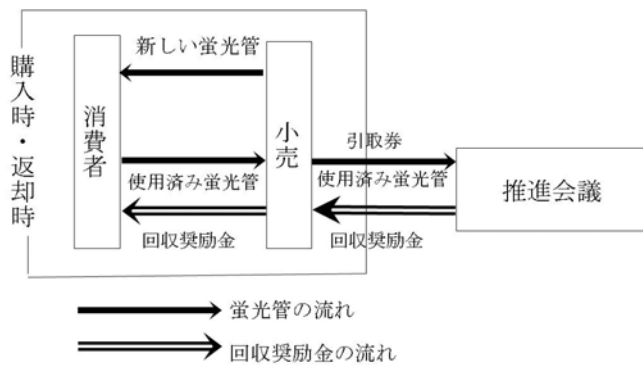 購入時・返却時
消費者
新しい蛍光管
小売
使用済み蛍光管
回収奨励金
引取券
使用済み蛍光管
回収奨励金
推進会議
蛍光管の流れ
回収奨励金の流れ